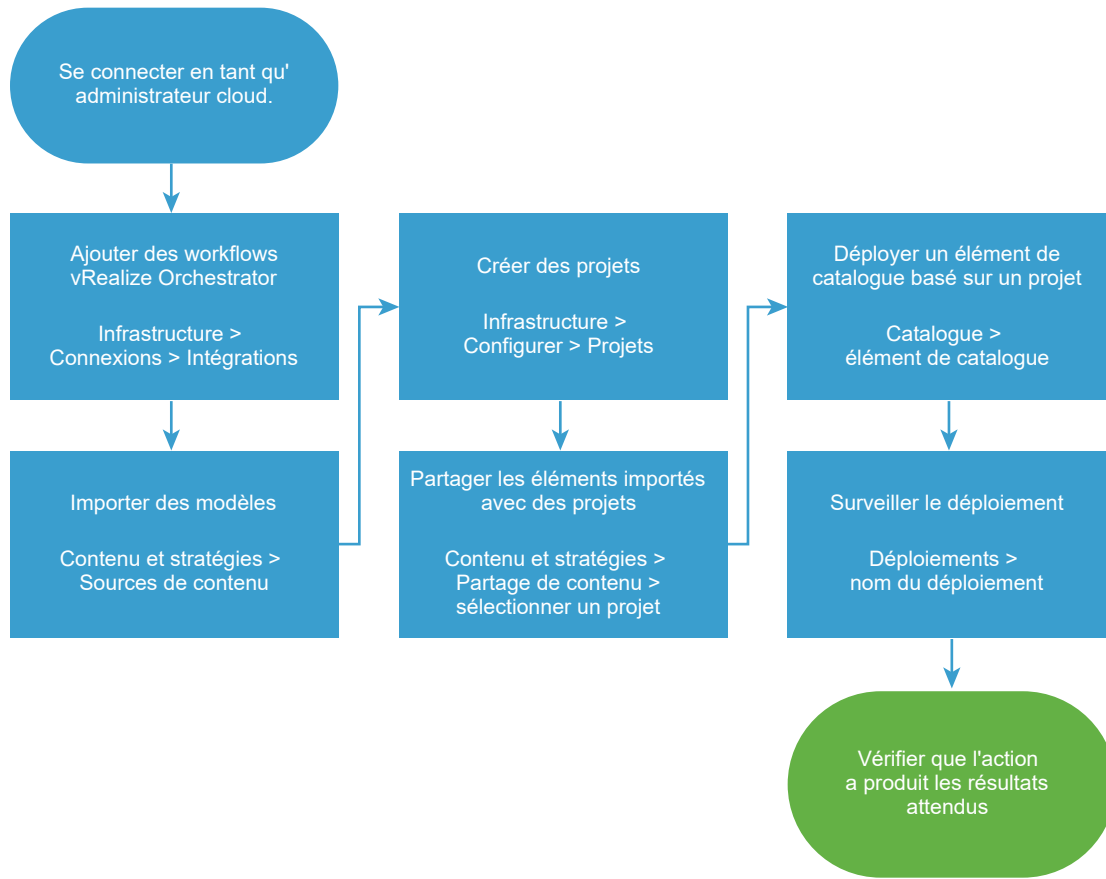 Se connecter en tant qu'
administrateur cloud.
Ajouter des workflows
vRealize Orchestrator
Infrastructure >
Connexions > Intégrations
Importer des modèles
Contenu et stratégies >
Sources de contenu
Créer des projets
Infrastructure >
Configurer > Projets
Partager les éléments importés
avec des projets
Contenu et stratégies >
Partage de contenu >
sélectionner un projet
Déployer un élément de
catalogue basé sur un projet
Catalogue >
élément de catalogue
Surveiller le déploiement
Déploiements >
nom du déploiement
Vérifier que l'action
a produit les résultats
attendus